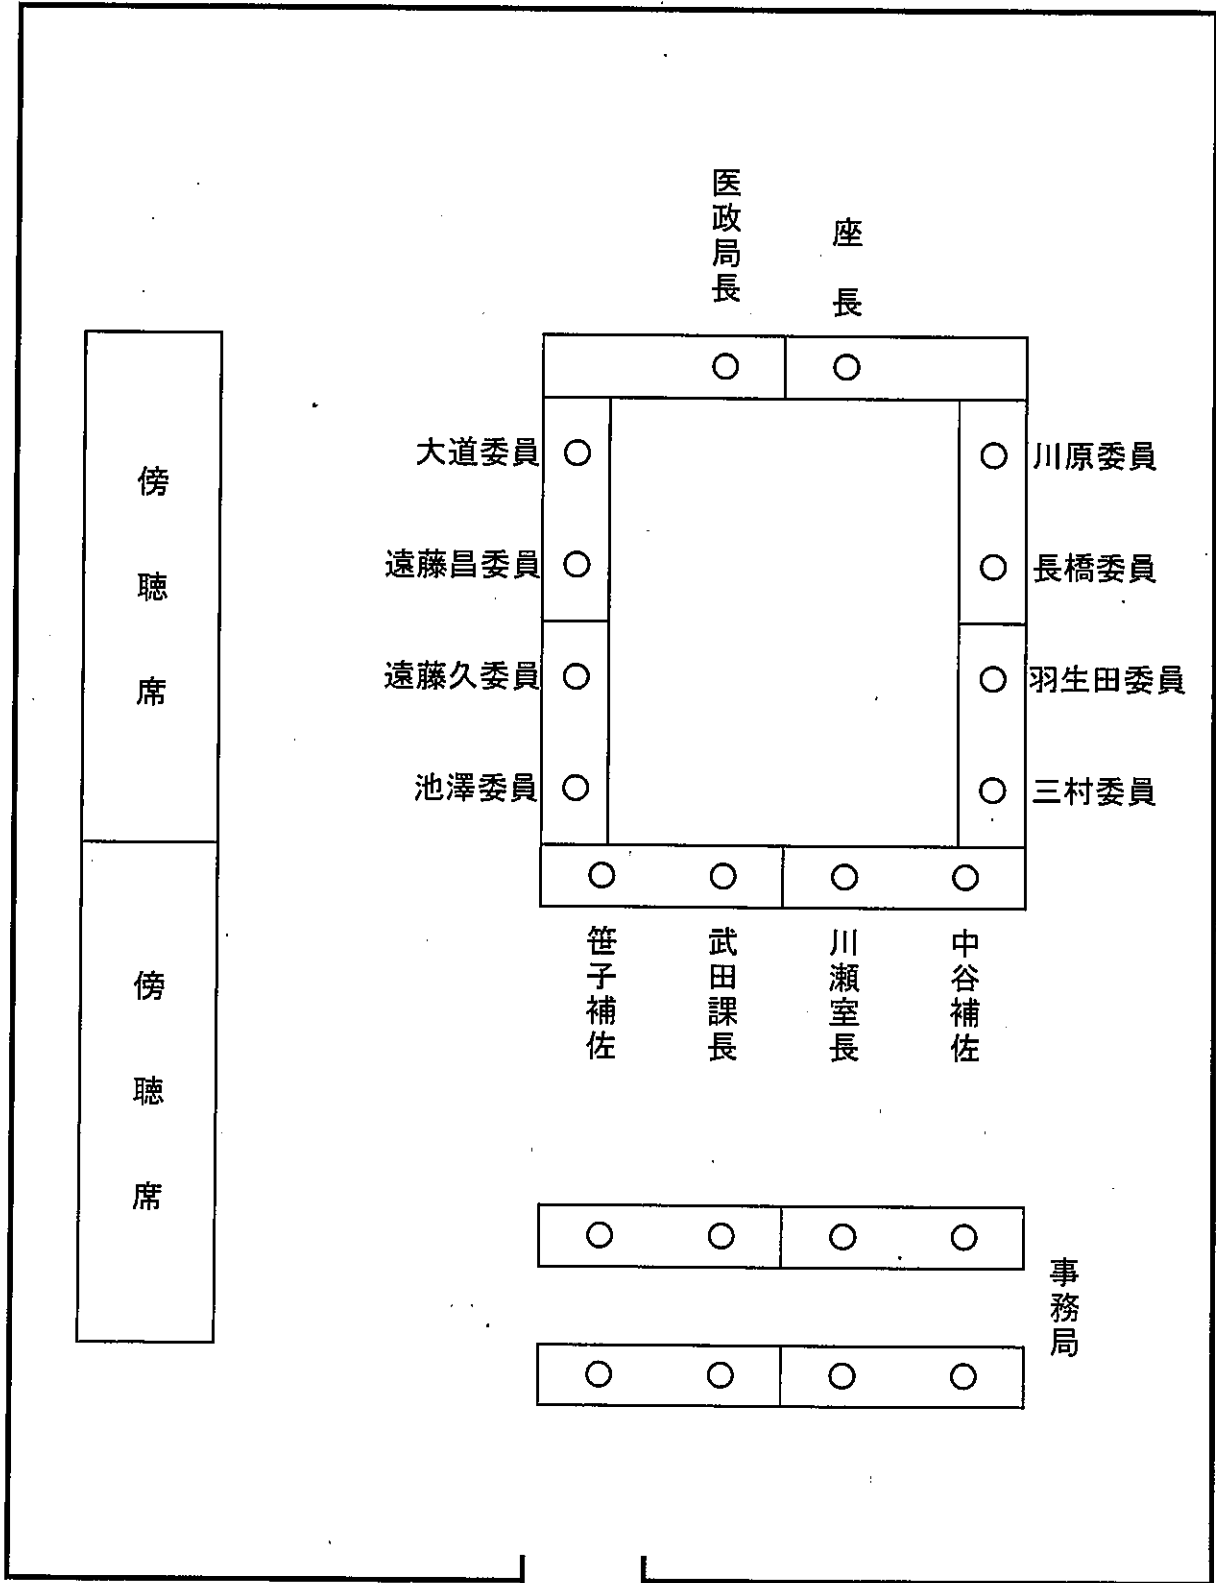 医政局長
座長
大道委員
川原委員
遠藤昌委員
長橋委員
遠藤久委員
羽生田委員
池澤委員
三村委員
笹子補佐
武田課長
川瀬室長
中谷補佐
傍聴席
傍聴席
事務局